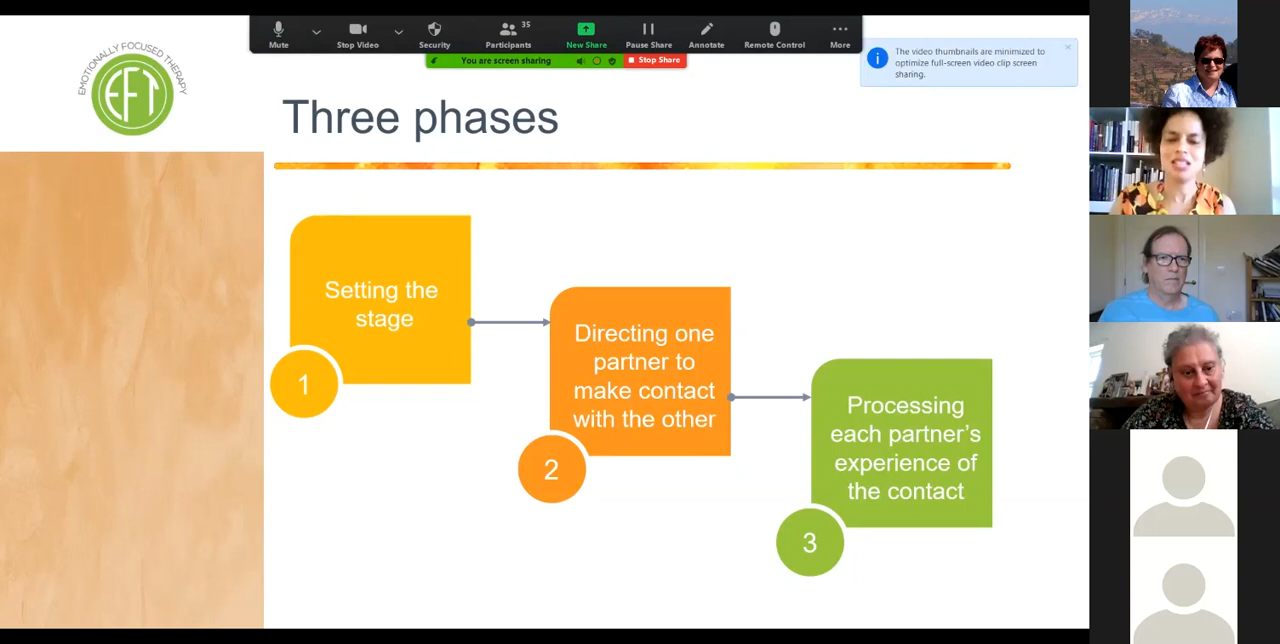 35
Mute
Stop Video
Security
Participants
New Share
Pause Share
Annotate
Remote Control
More
You are screen sharing
Stop Share
The video thumbnails are minimized to
optimize full-screen video clip screen
sharing.
EMOTIONALLY FOCUSED THERAPY
EFT
Three phases
Setting the
stage
1
Directing one
partner to
make contact
with the other
2
Processing
each partner’s
experience of
the contact
3